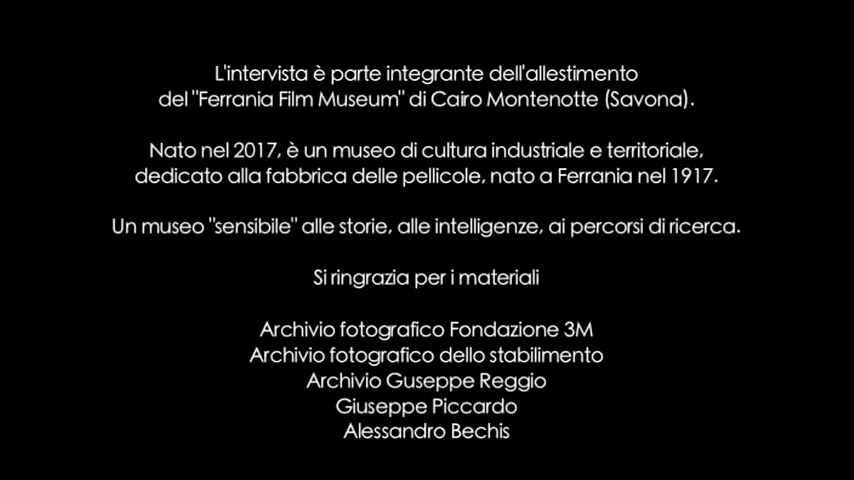 L'intervista è parte integrante dell'allestimento
del "Ferrania Film Museum" di Cairo Montenotte (Savona).
Nato nel 2017, è un museo di cultura industriale e territoriale,
dedicato alla fabbrica delle pellicole, nato a Ferrania nel 1917.
Un museo "sensibile" alle storie, alle intelligenze, ai percorsi di ricerca.
Si ringrazia per i materiali
Archivio fotografico Fondazione 3M
Archivio fotografico dello stabilimento
Archivio Guseppe Reggio
Giuseppe Piccardo
Alessandro Bechis